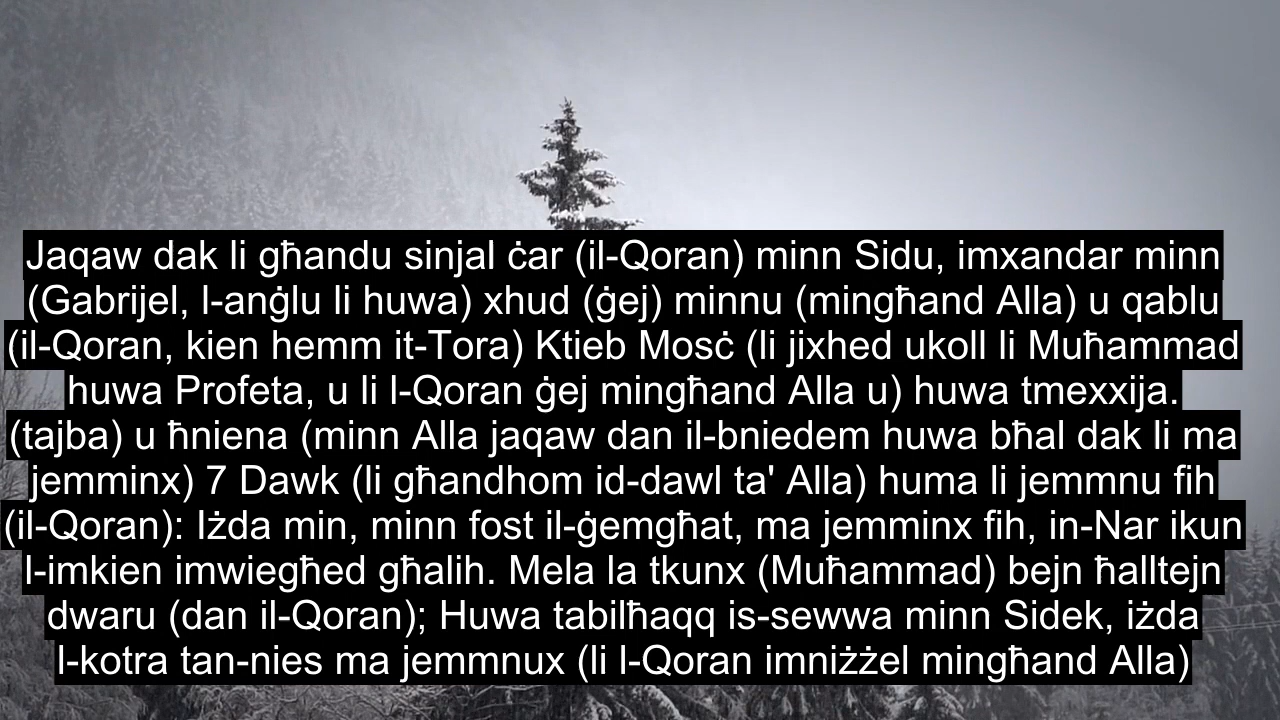 Jaqaw dak li għandu sinjal ċar (il-Qoran) minn Sidu, imxandar minn
(Gabrijel, l-anġlu li huwa) xhud (ġej) minnu (mingħand Alla) u qablu
(il-Qoran, kien hemm it-Tora) Ktieb Mosċ (li jixhed ukoll li Muħammad
huwa Profeta, u li l-Qoran ġej mingħand Alla u) huwa tmexxija.
(tajba) u ħniena (minn Alla jaqaw dan il-bniedem huwa bħal dak li ma
jemminx) 7 Dawk (li għandhom id-dawl ta' Alla) huma li jemmnu fih
(il-Qoran): Iżda min, minn fost il-ġemgħat, ma jemminx fih, in-Nar ikun
l-imkien imwiegħed għalih. Mela la tkunx (Muħammad) bejn ħalltejn
dwaru (dan il-Qoran); Huwa tabilħaqq is-sewwa minn Sidek, iżda
l-kotra tan-nies ma jemmnux (li l-Qoran imniżżel mingħand Alla)